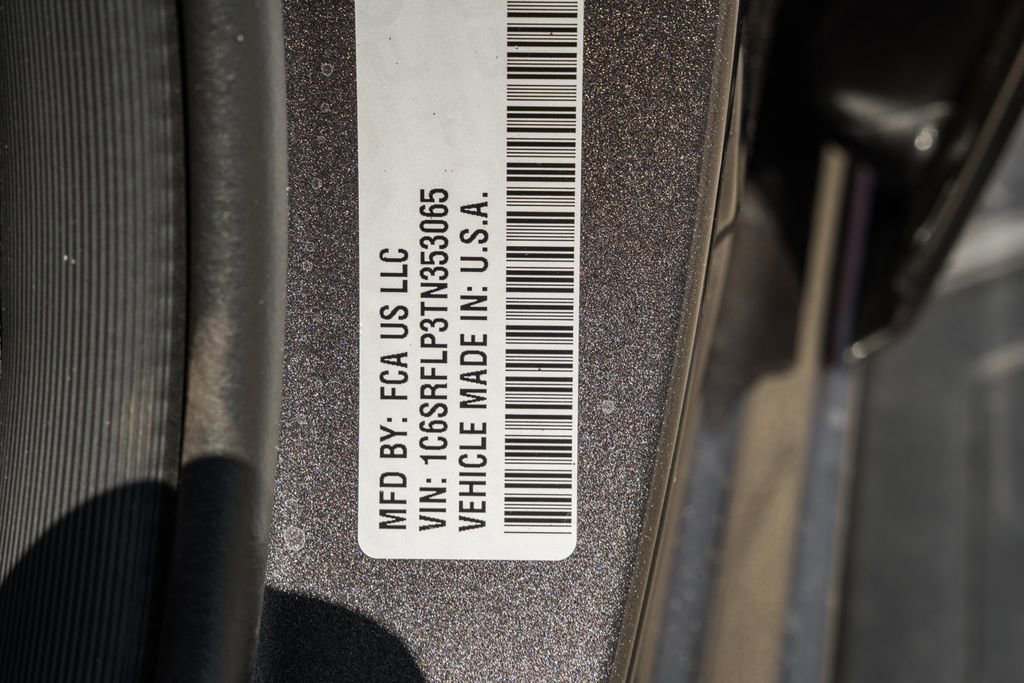 MFD BY: FCA US LLC
VIN: 1C6SRFLP3TN353065
VEHICLE MADE IN: U.S.A.